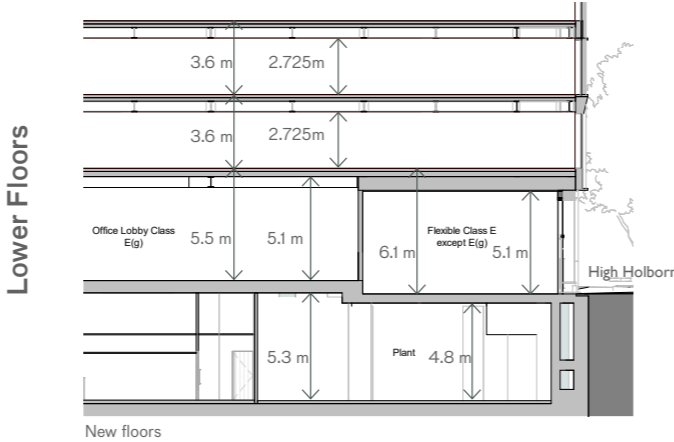 Lower Floors
3.6 m
2.725m
3.6 m
2.725m
Office Lobby Class
E(g)
5.5 m
5.1 m
6.1 m
Flexible Class E
except E(g)
5.1 m
High Holborn
5.3 m
Plant
4.8 m
New floors